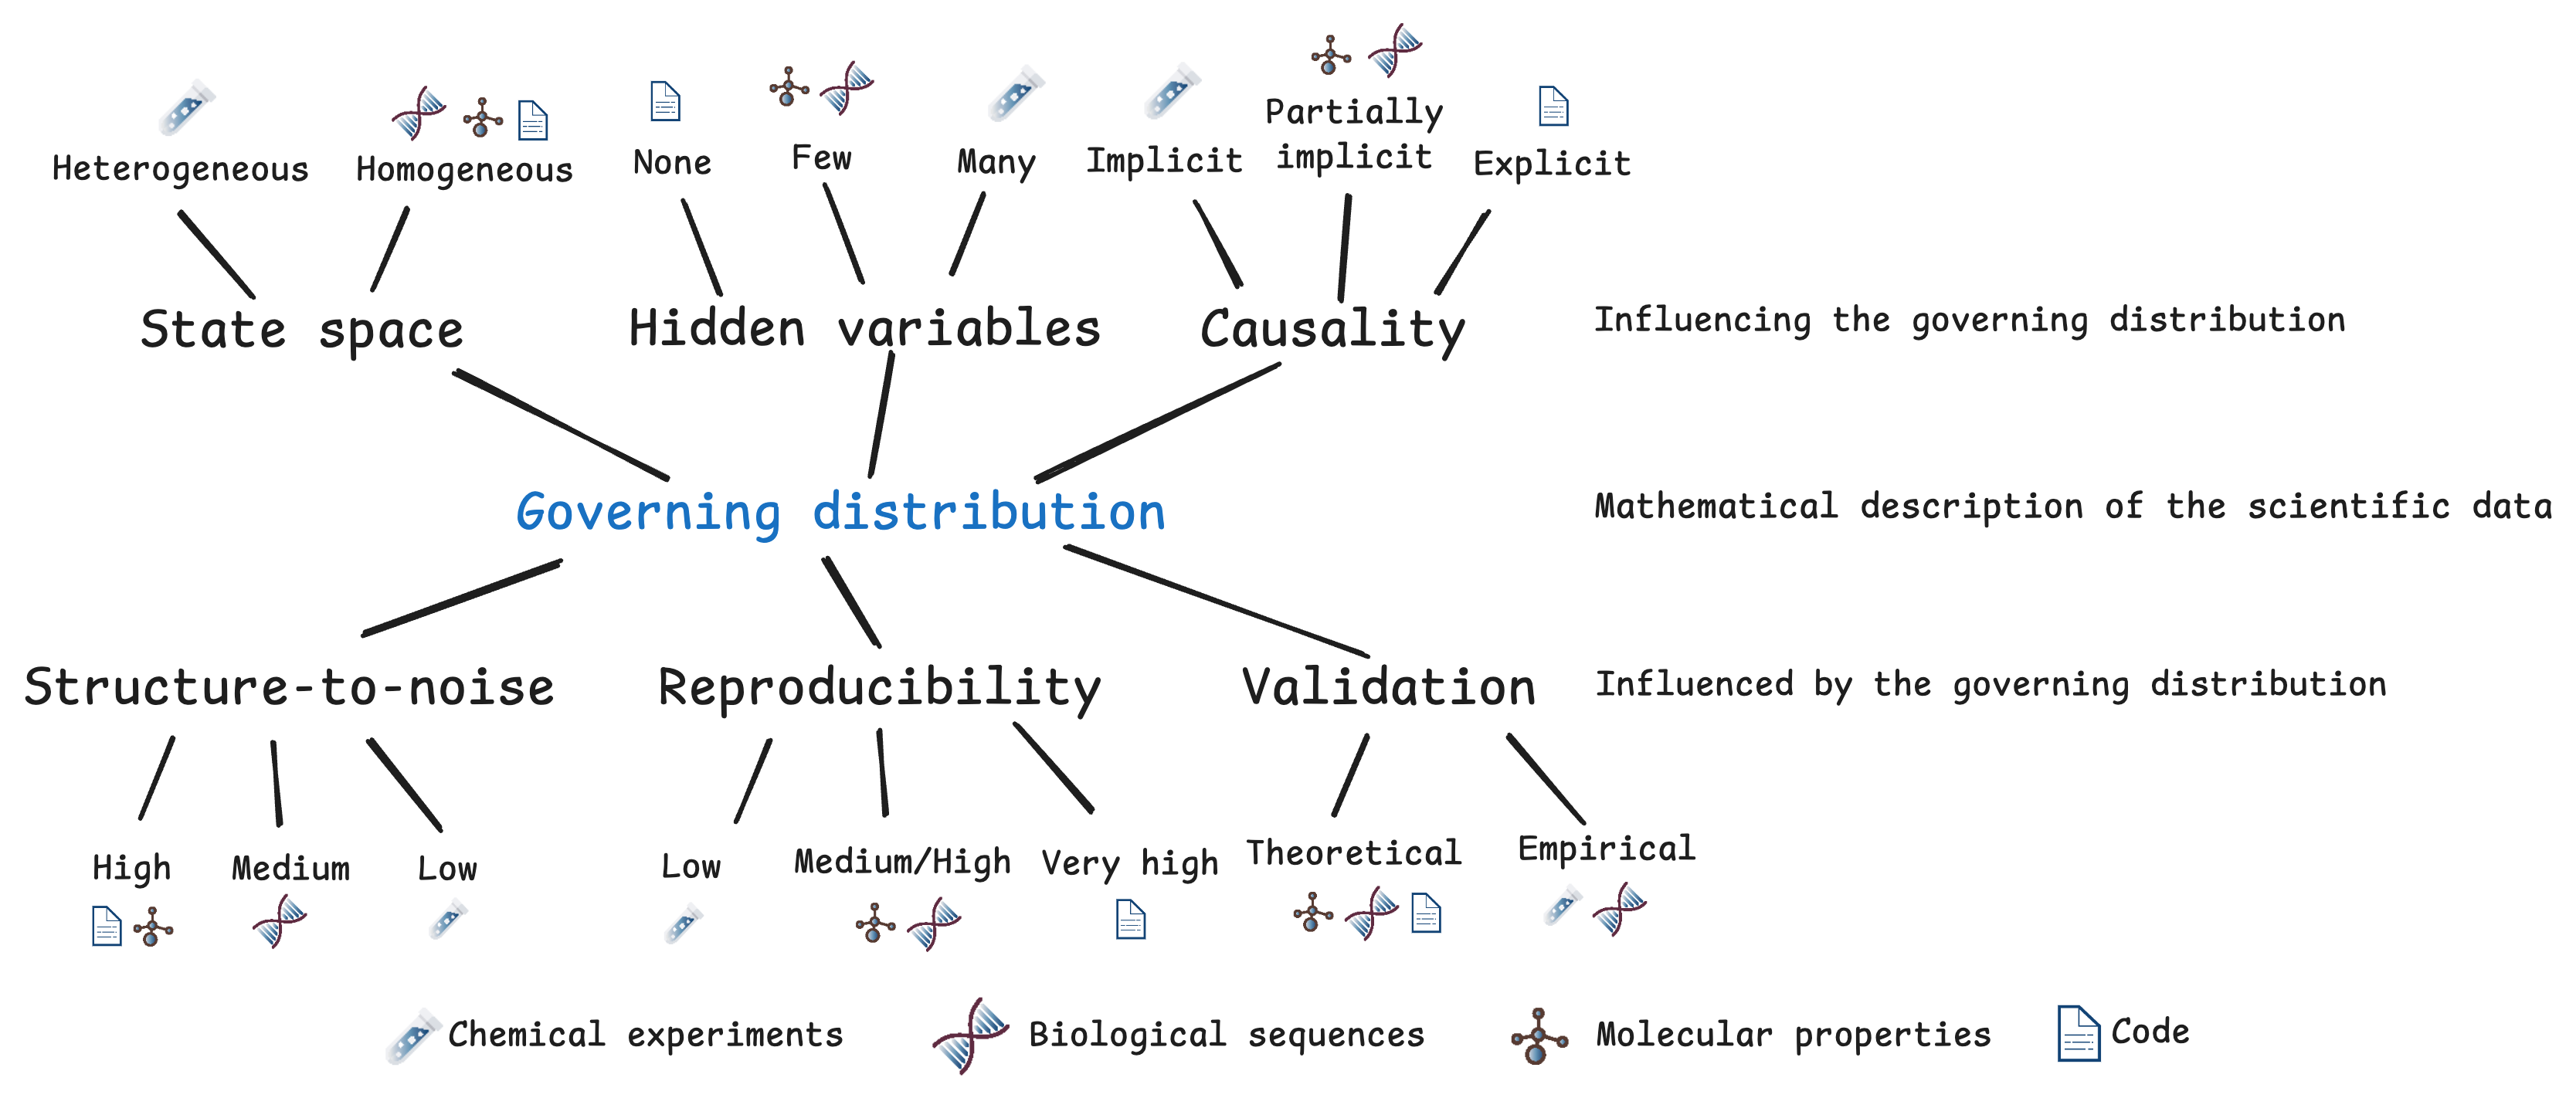 Heterogeneous
Homogeneous
None
Few
Many
Implicit
Partially
implicit
Explicit
State space
Hidden variables
Causality
Influencing the governing distribution
Governing distribution
Mathematical description of the scientific data
Structure-to-noise
Reproducibility
Validation
Influenced by the governing distribution
High
Medium
Low
Low
Medium/High
Very high
Theoretical
Empirical
Chemical experiments
Biological sequences
Molecular properties
Code